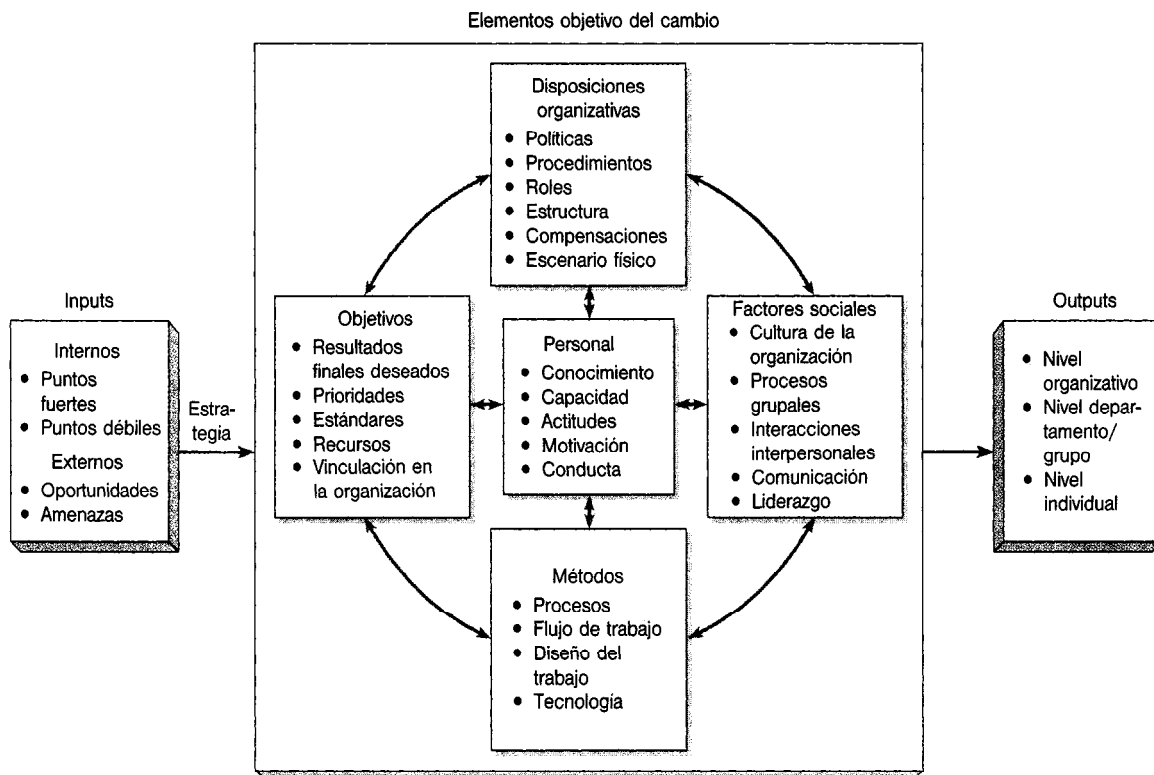 Elementos objetivo del cambio
Inputs
Internos
• Puntos
fuertes
• Puntos débiles
Externos
• Oportunidades
• Amenazas
Estra-
tegia
Disposiciones
organizativas
• Políticas
• Procedimientos
• Roles
• Estructura
• Compensaciones
• Escenario físico
Objetivos
• Resultados
finales deseados
• Prioridades
• Estándares
• Recursos
• Vinculación en
la organización
Personal
• Conocimiento
• Capacidad
• Actitudes
• Motivación
• Conducta
Factores sociales
• Cultura de la
organización
• Procesos
grupales
• Interacciones
interpersonales
• Comunicación
• Liderazgo
Métodos
• Procesos
• Flujo de trabajo
• Diseño del
trabajo
• Tecnología
Outputs
• Nivel
organizativo
• Nivel depar-
tamento/
grupo
• Nivel
individual